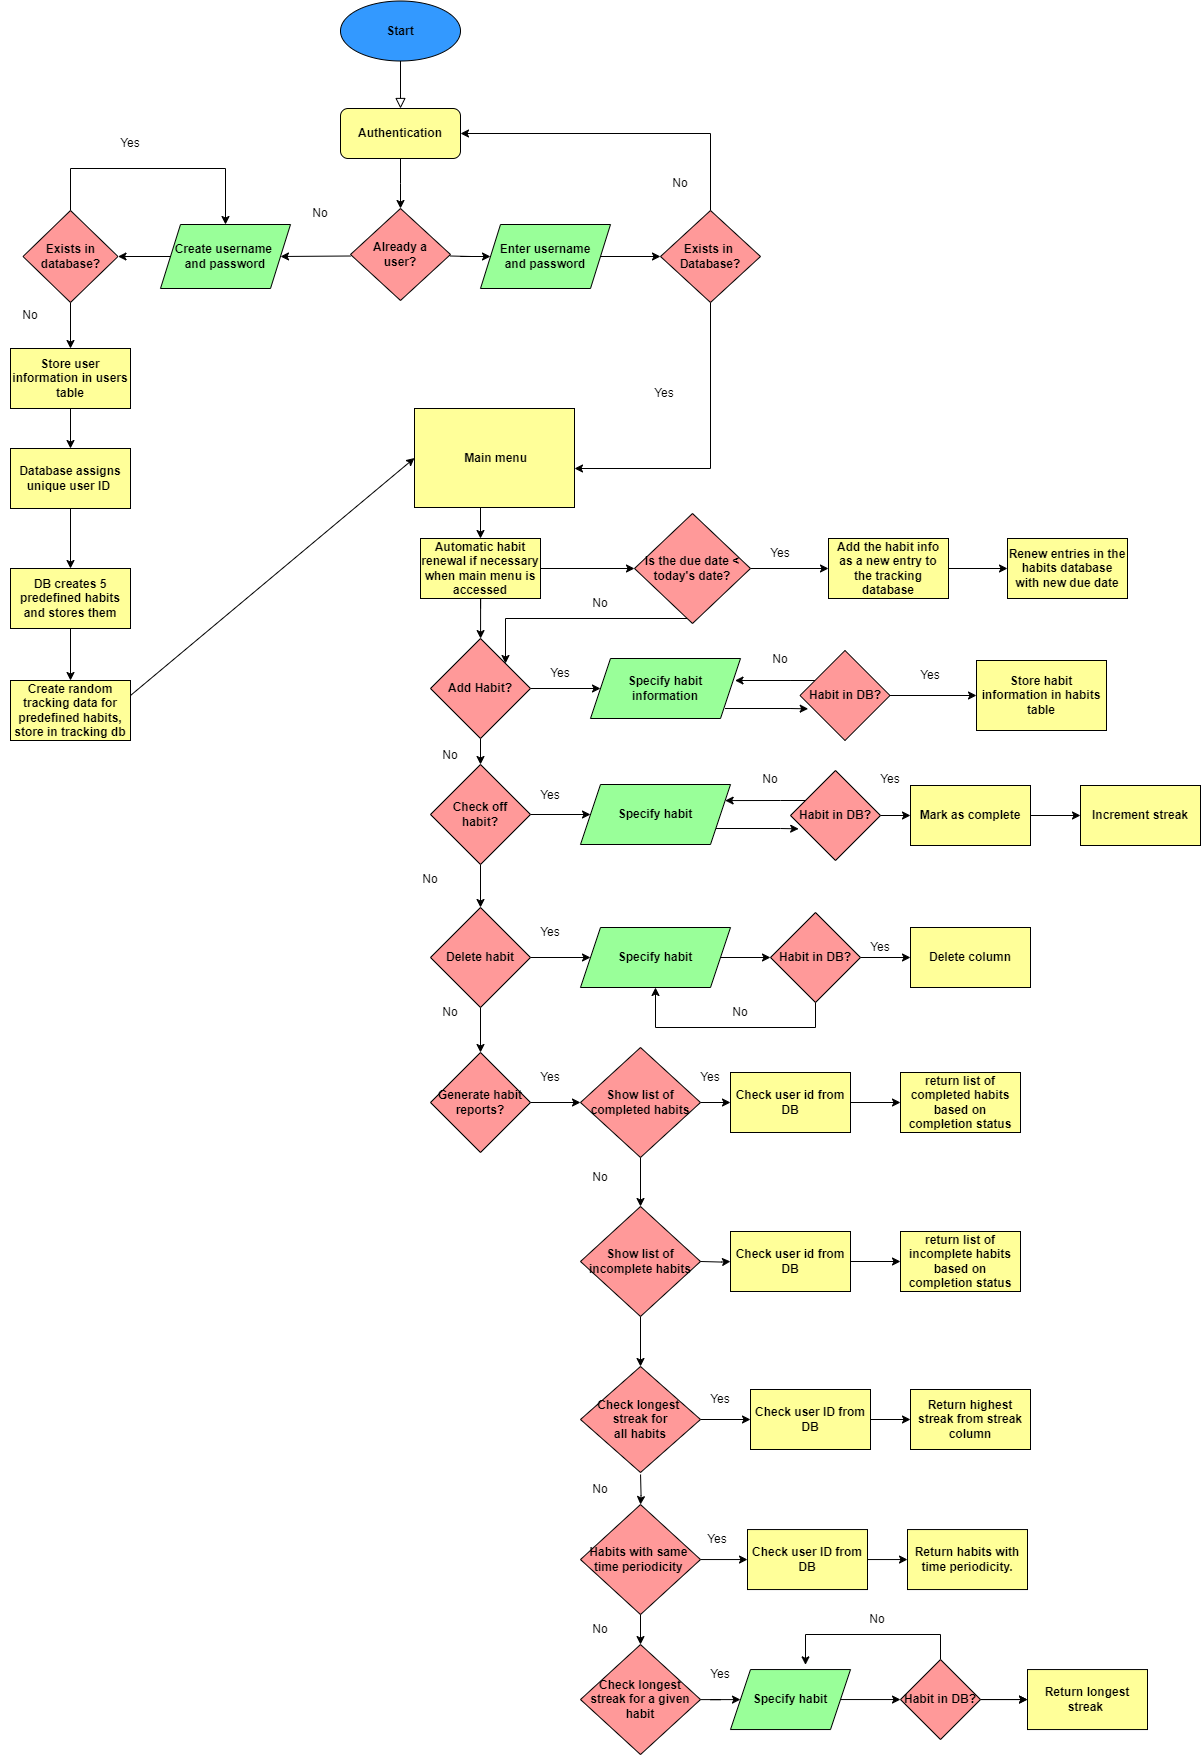 Start
Authentication
Yes
No
No
Exists in
database?
Create username
and password
Already a
user?
Enter username
and password
Exists in
Database?
No
Store user
information in users
table
Yes
Database assigns
unique user ID
Main menu
DB creates 5
predefined habits
and stores them
Automatic habit
renewal if necessary
when main menu is
accessed
Is the due date <
today's date?
Yes
Add the habit info
as a new entry to
the tracking
database
Renew entries in the
habits database
with new due date
No
Create random
tracking data for
predefined habits,
store in tracking db
Add Habit?
Yes
Specify habit
information
No
Habit in DB?
Yes
Store habit
information in habits
table
No
Check off
habit?
Yes
Specify habit
No
Habit in DB?
Yes
Mark as complete
Increment streak
No
Delete habit
Yes
Specify habit
Habit in DB?
Yes
Delete column
No
No
Generate habit
reports?
Yes
Show list of
completed habits
Yes
Check user id from
DB
return list of
completed habits
based on
completion status
No
Show list of
incomplete habits
Check user id from
DB
return list of
incomplete habits
based on
completion status
Check longest
streak for
all habits
Yes
Check user ID from
DB
Return highest
streak from streak
column
No
Habits with same
time periodicity
Yes
Check user ID from
DB
Return habits with
time periodicity.
No
No
Check longest
streak for a given
habit
Yes
Specify habit
Habit in DB?
Return longest
streak